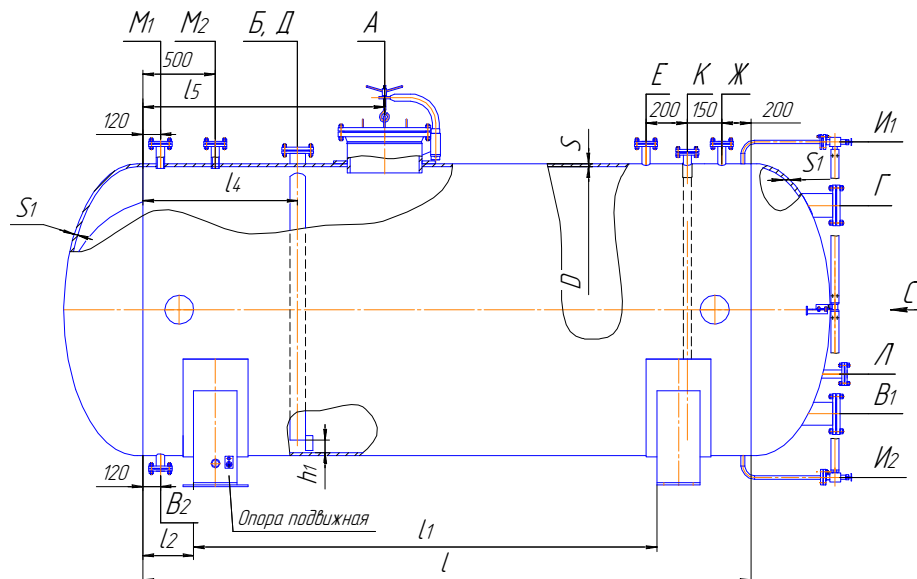 М1 М2 Б, Д А
500
l5
120
Е К Ж
200 150 200
И1
S
S1
Г
l4
S1
D
С
Л
В1
h1
120
В2
И2
Опора подвижная
l2
l1
l